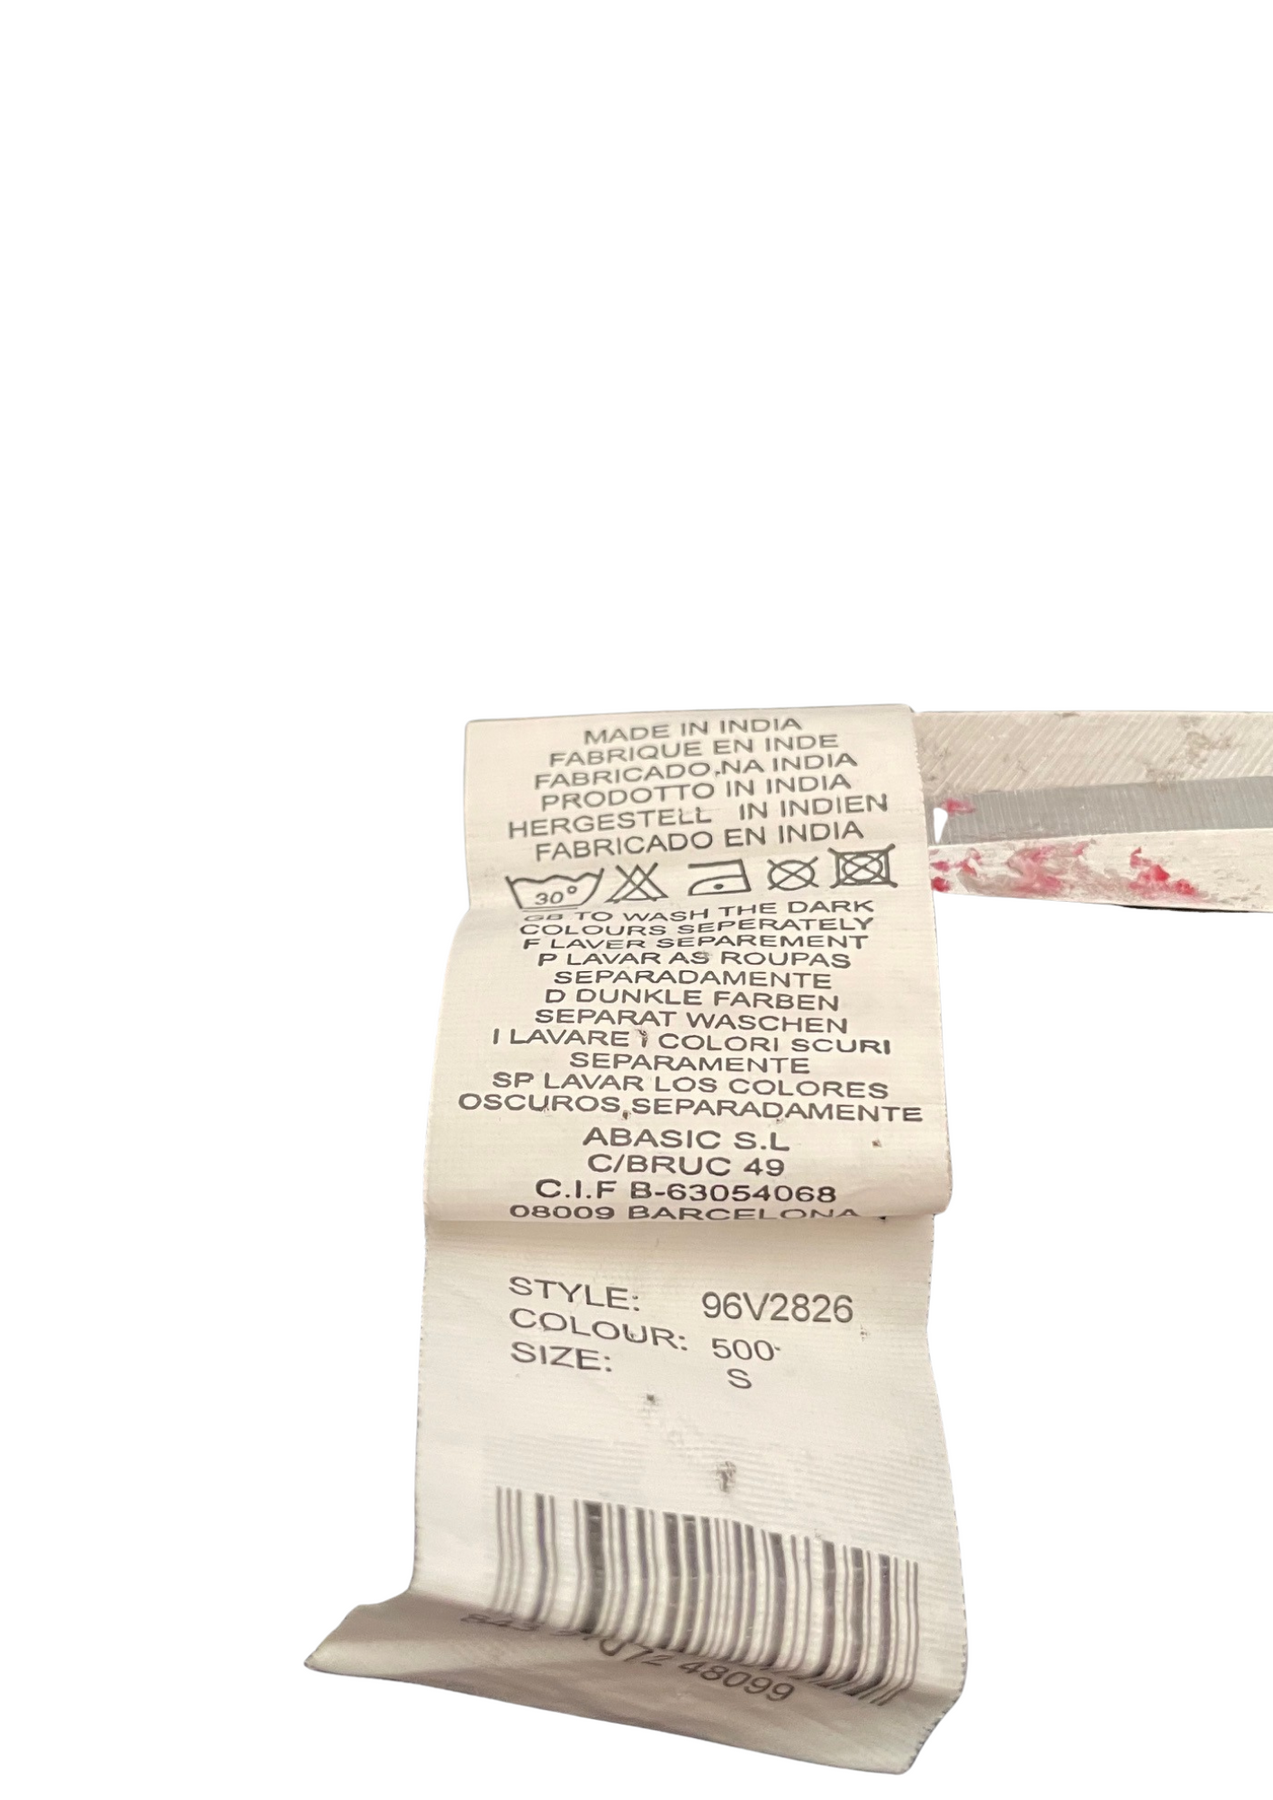 MADE IN INDIA
FABRIQUE EN INDE
FABRICADO NA INDIA
PRODOTTO IN INDIA
HERGESTELL IN INDIEN
FABRICADO EN INDIA
30°
GB TO WASH THE DARK
COLOURS SEPERATELY
F LAVER SEPAREMENT
P LAVAR AS ROUPAS
SEPARADAMENTE
D DUNKLE FARBEN
SEPARAT WASCHEN
I LAVARE I COLORI SCURI
SEPARAMENTE
SP LAVAR LOS COLORES
OSCUROS SEPARADAMENTE
ABASIC S.L
C/BRUC 49
C.I.F B-63054068
08009 BARCELONA
STYLE: 96V2826
COLOUR: 500
SIZE: S
48099